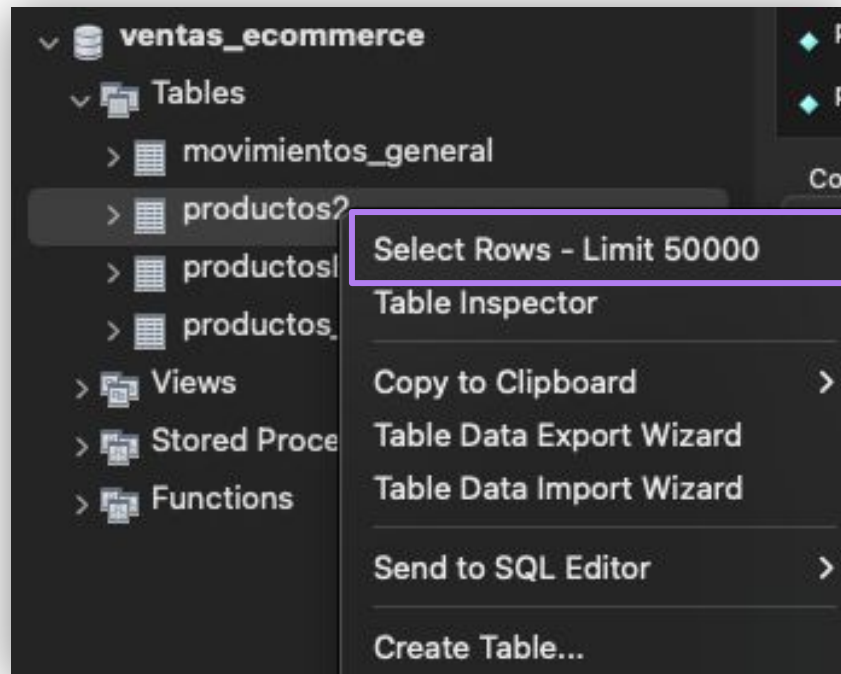 ventas_ecommerce
Tables
movimientos_general
productos2
Select Rows - Limit 50000
Table Inspector
Copy to Clipboard
Table Data Export Wizard
Table Data Import Wizard
Send to SQL Editor
Create Table...
productos
productos_
Views
Stored Proce
Functions
Co